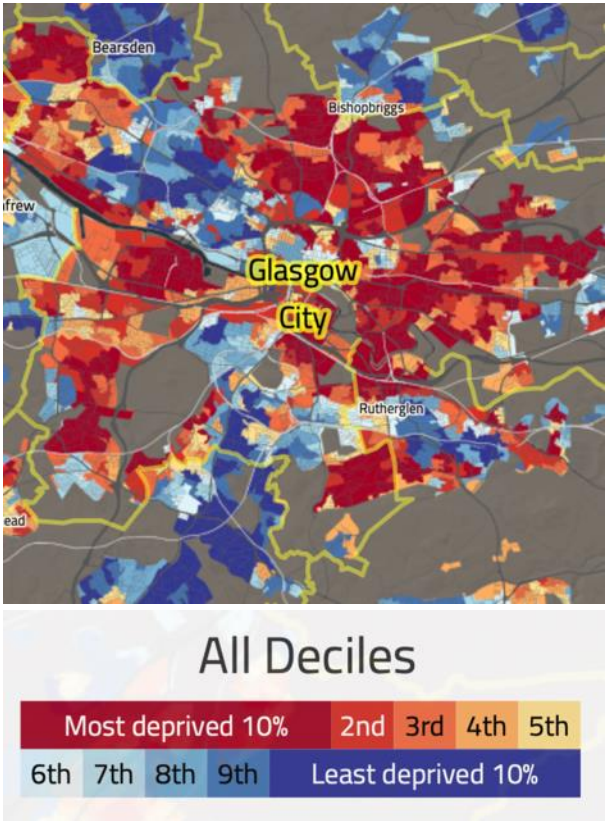 Bearsden
Bishopbriggs
nfrew
Glasgow
City
Rutherglen
ead
All Deciles
Most deprived 10% 2nd 3rd 4th 5th
6th 7th 8th 9th Least deprived 10%